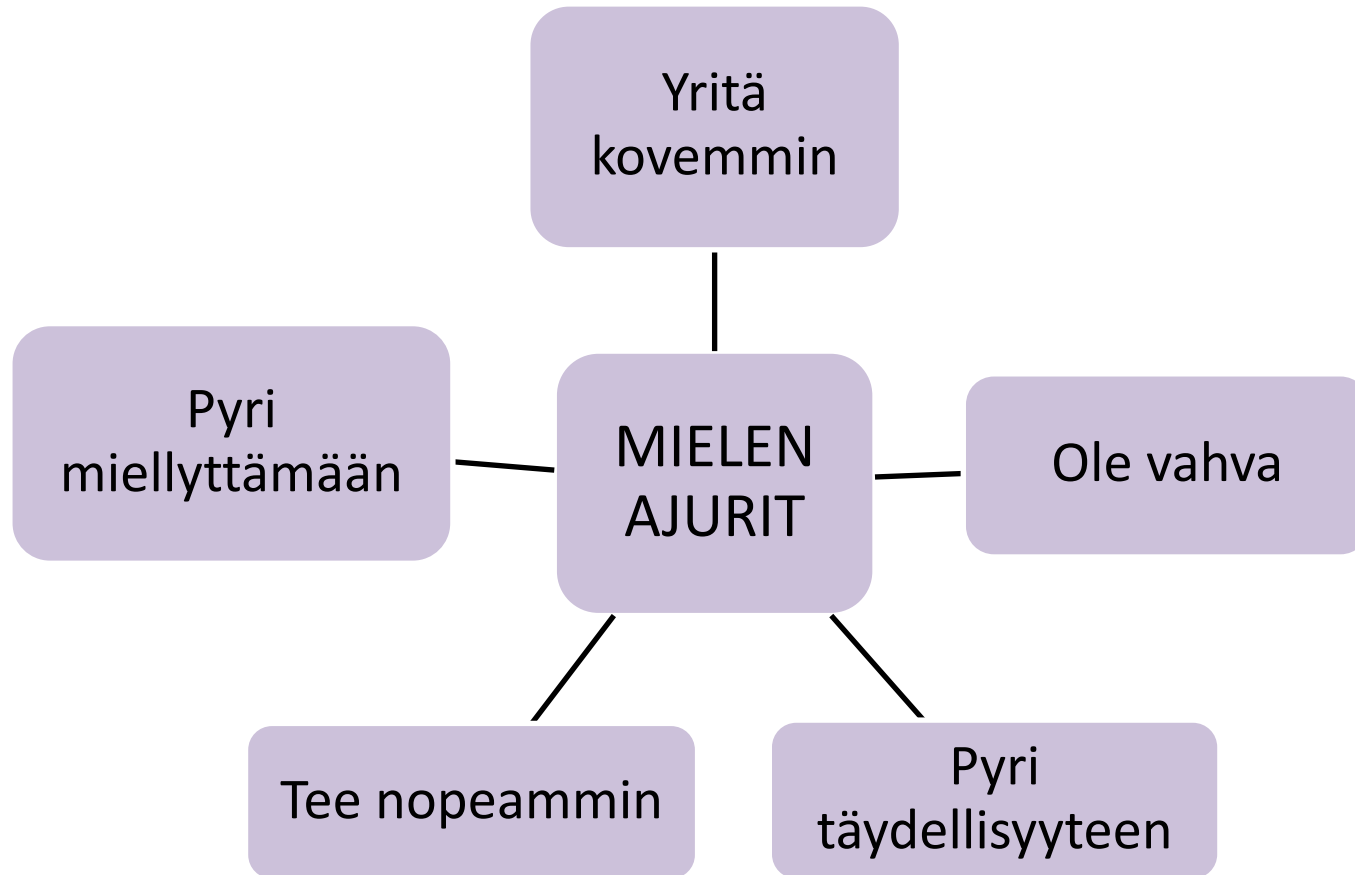 Yritä
kovemmin
Pyri
miellyttämään
MIELEN
AJURIT
Ole vahva
Tee nopeammin
Pyri
täydellisyyteen